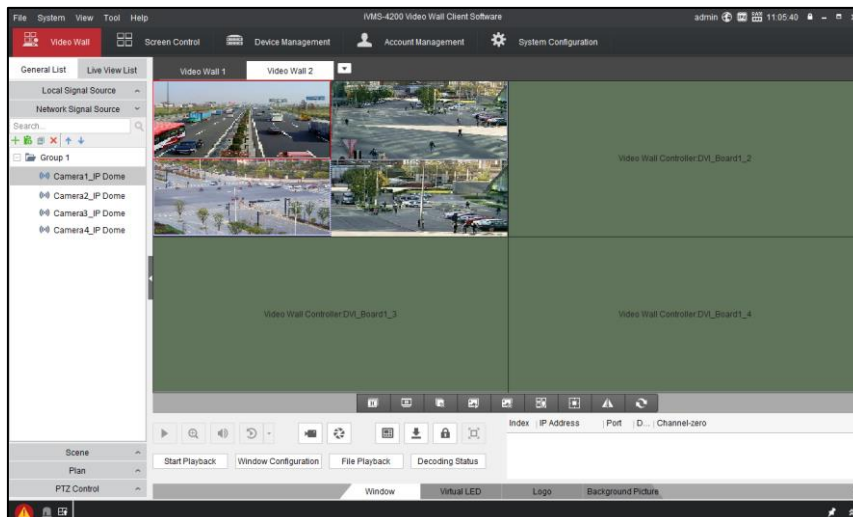 File System View Tool Help iVMS-4200 Video Wall Client Software admin 11:05:40
Video Wall Screen Control Device Management Account Management System Configuration
General List Live View List Video Wall 1 Video Wall 2
Local Signal Source
Network Signal Source
Search...
Group 1
Camera1_IP Dome
Camera2_IP Dome
Camera3_IP Dome
Camera4_IP Dome
Video Wall Controller:DVI_Board1_2
Video Wall Controller:DVI_Board1_3
Video Wall Controller:DVI_Board1_4
Index IP Address Port D... Channel-zero
Start Playback Window Configuration File Playback Decoding Status
Scene
Plan
PTZ Control
Window Virtual LED Logo Background Picture